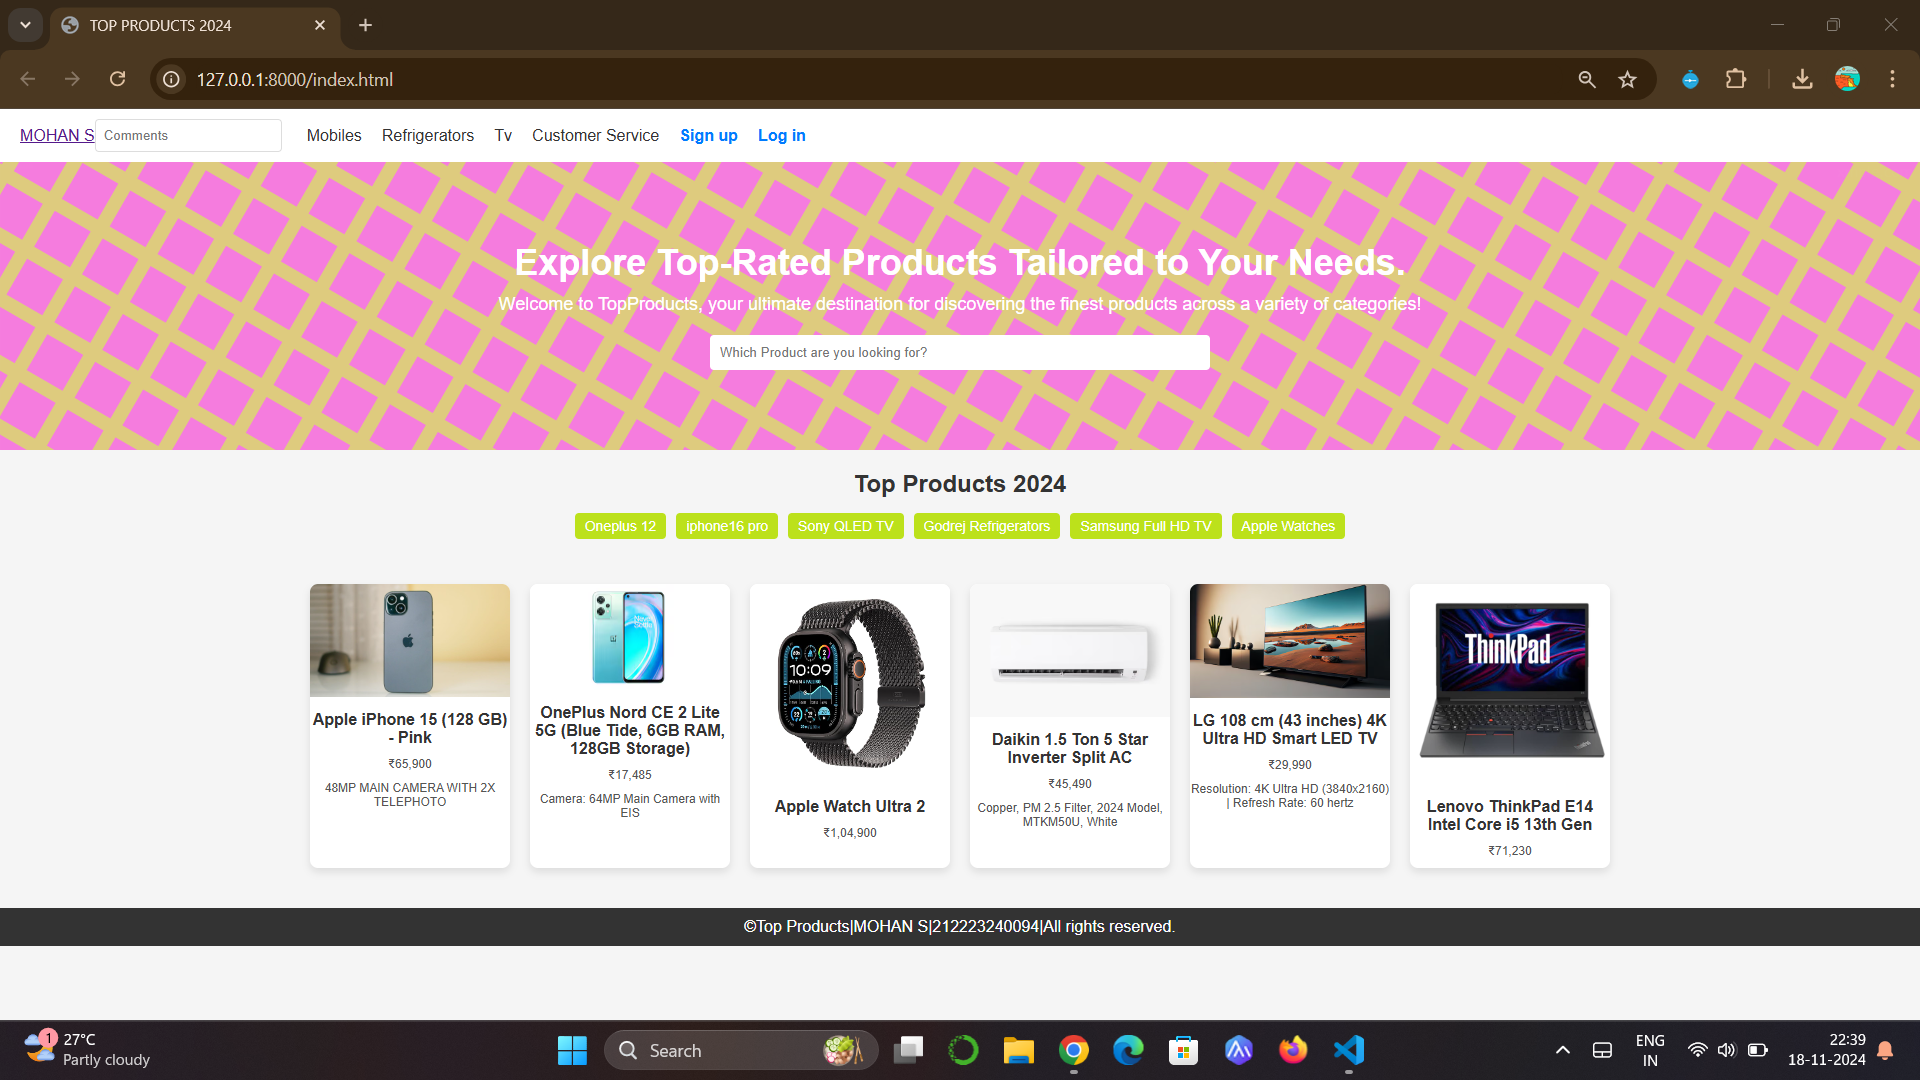 TOP PRODUCTS 2024
127.0.0.1:8000/index.html
MOHAN S Comments Mobiles Refrigerators Tv Customer Service Sign up Log in
Explore Top-Rated Products Tailored to Your Needs.
Welcome to TopProducts, your ultimate destination for discovering the finest products across a variety of categories!
Which Product are you looking for?
Top Products 2024
Oneplus 12 iphone16 pro Sony QLED TV Godrej Refrigerators Samsung Full HD TV Apple Watches
Apple iPhone 15 (128 GB)
- Pink
₹65,900
48MP MAIN CAMERA WITH 2X
TELEPHOTO
OnePlus Nord CE 2 Lite
5G (Blue Tide, 6GB RAM,
128GB Storage)
₹17,485
Camera: 64MP Main Camera with
EIS
10:09
Apple Watch Ultra 2
₹1,04,900
Daikin 1.5 Ton 5 Star
Inverter Split AC
₹45,490
Copper, PM 2.5 Filter, 2024 Model,
MTKM50U, White
LG 108 cm (43 inches) 4K
Ultra HD Smart LED TV
₹29,990
Resolution: 4K Ultra HD (3840x2160)
| Refresh Rate: 60 hertz
ThinkPad
Lenovo ThinkPad E14
Intel Core i5 13th Gen
₹71,230
©Top Products|MOHAN S|212223240094|All rights reserved.
1
27°C
Partly cloudy
Search
ENG
IN
22:39
18-11-2024